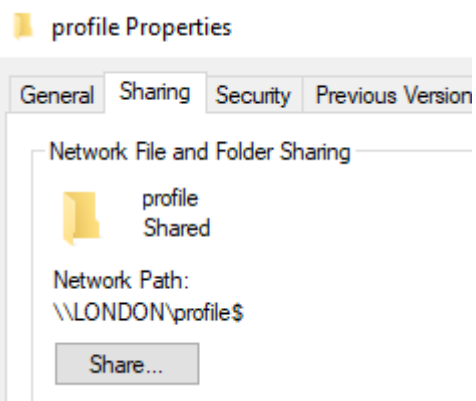 profile Properties
General Sharing Security Previous Version
Network File and Folder Sharing
profile
Shared
Network Path:
\\LONDON\profile$
Share...